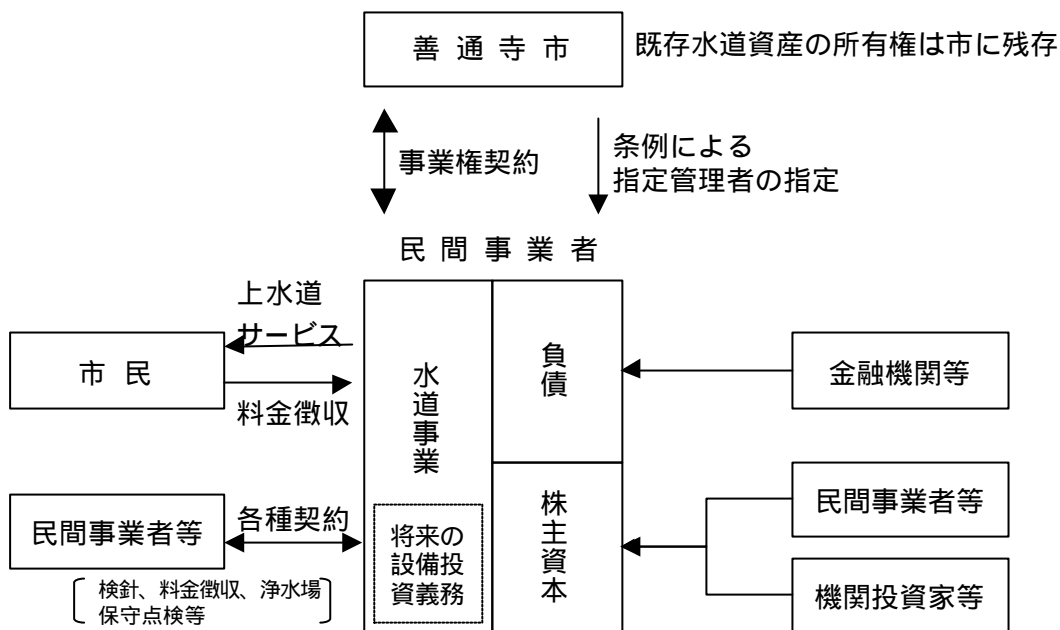 善通寺市
既存水道資産の所有権は市に残存
事業権契約
条例による
指定管理者の指定
民間事業者
上水道
サービス
市民
料金徴収
水道事業
負債
金融機関等
民間事業者等
各種契約
将来の
設備投
資義務
株主資本
民間事業者等
機関投資家等
検針、料金徴収、浄水場
保守点検等